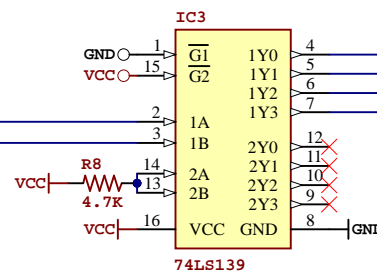 IC3
GND 1 G1 1Y0 4
VCC 15 G2 1Y1 5
1Y2 6
1Y3 7
2 1A
3 1B
2Y0 12
R8 14 2A 2Y1 11
VCC 13 2B 2Y2 10
4.7K 2Y3 9
VCC 16 VCC GND 8 GND
74LS139